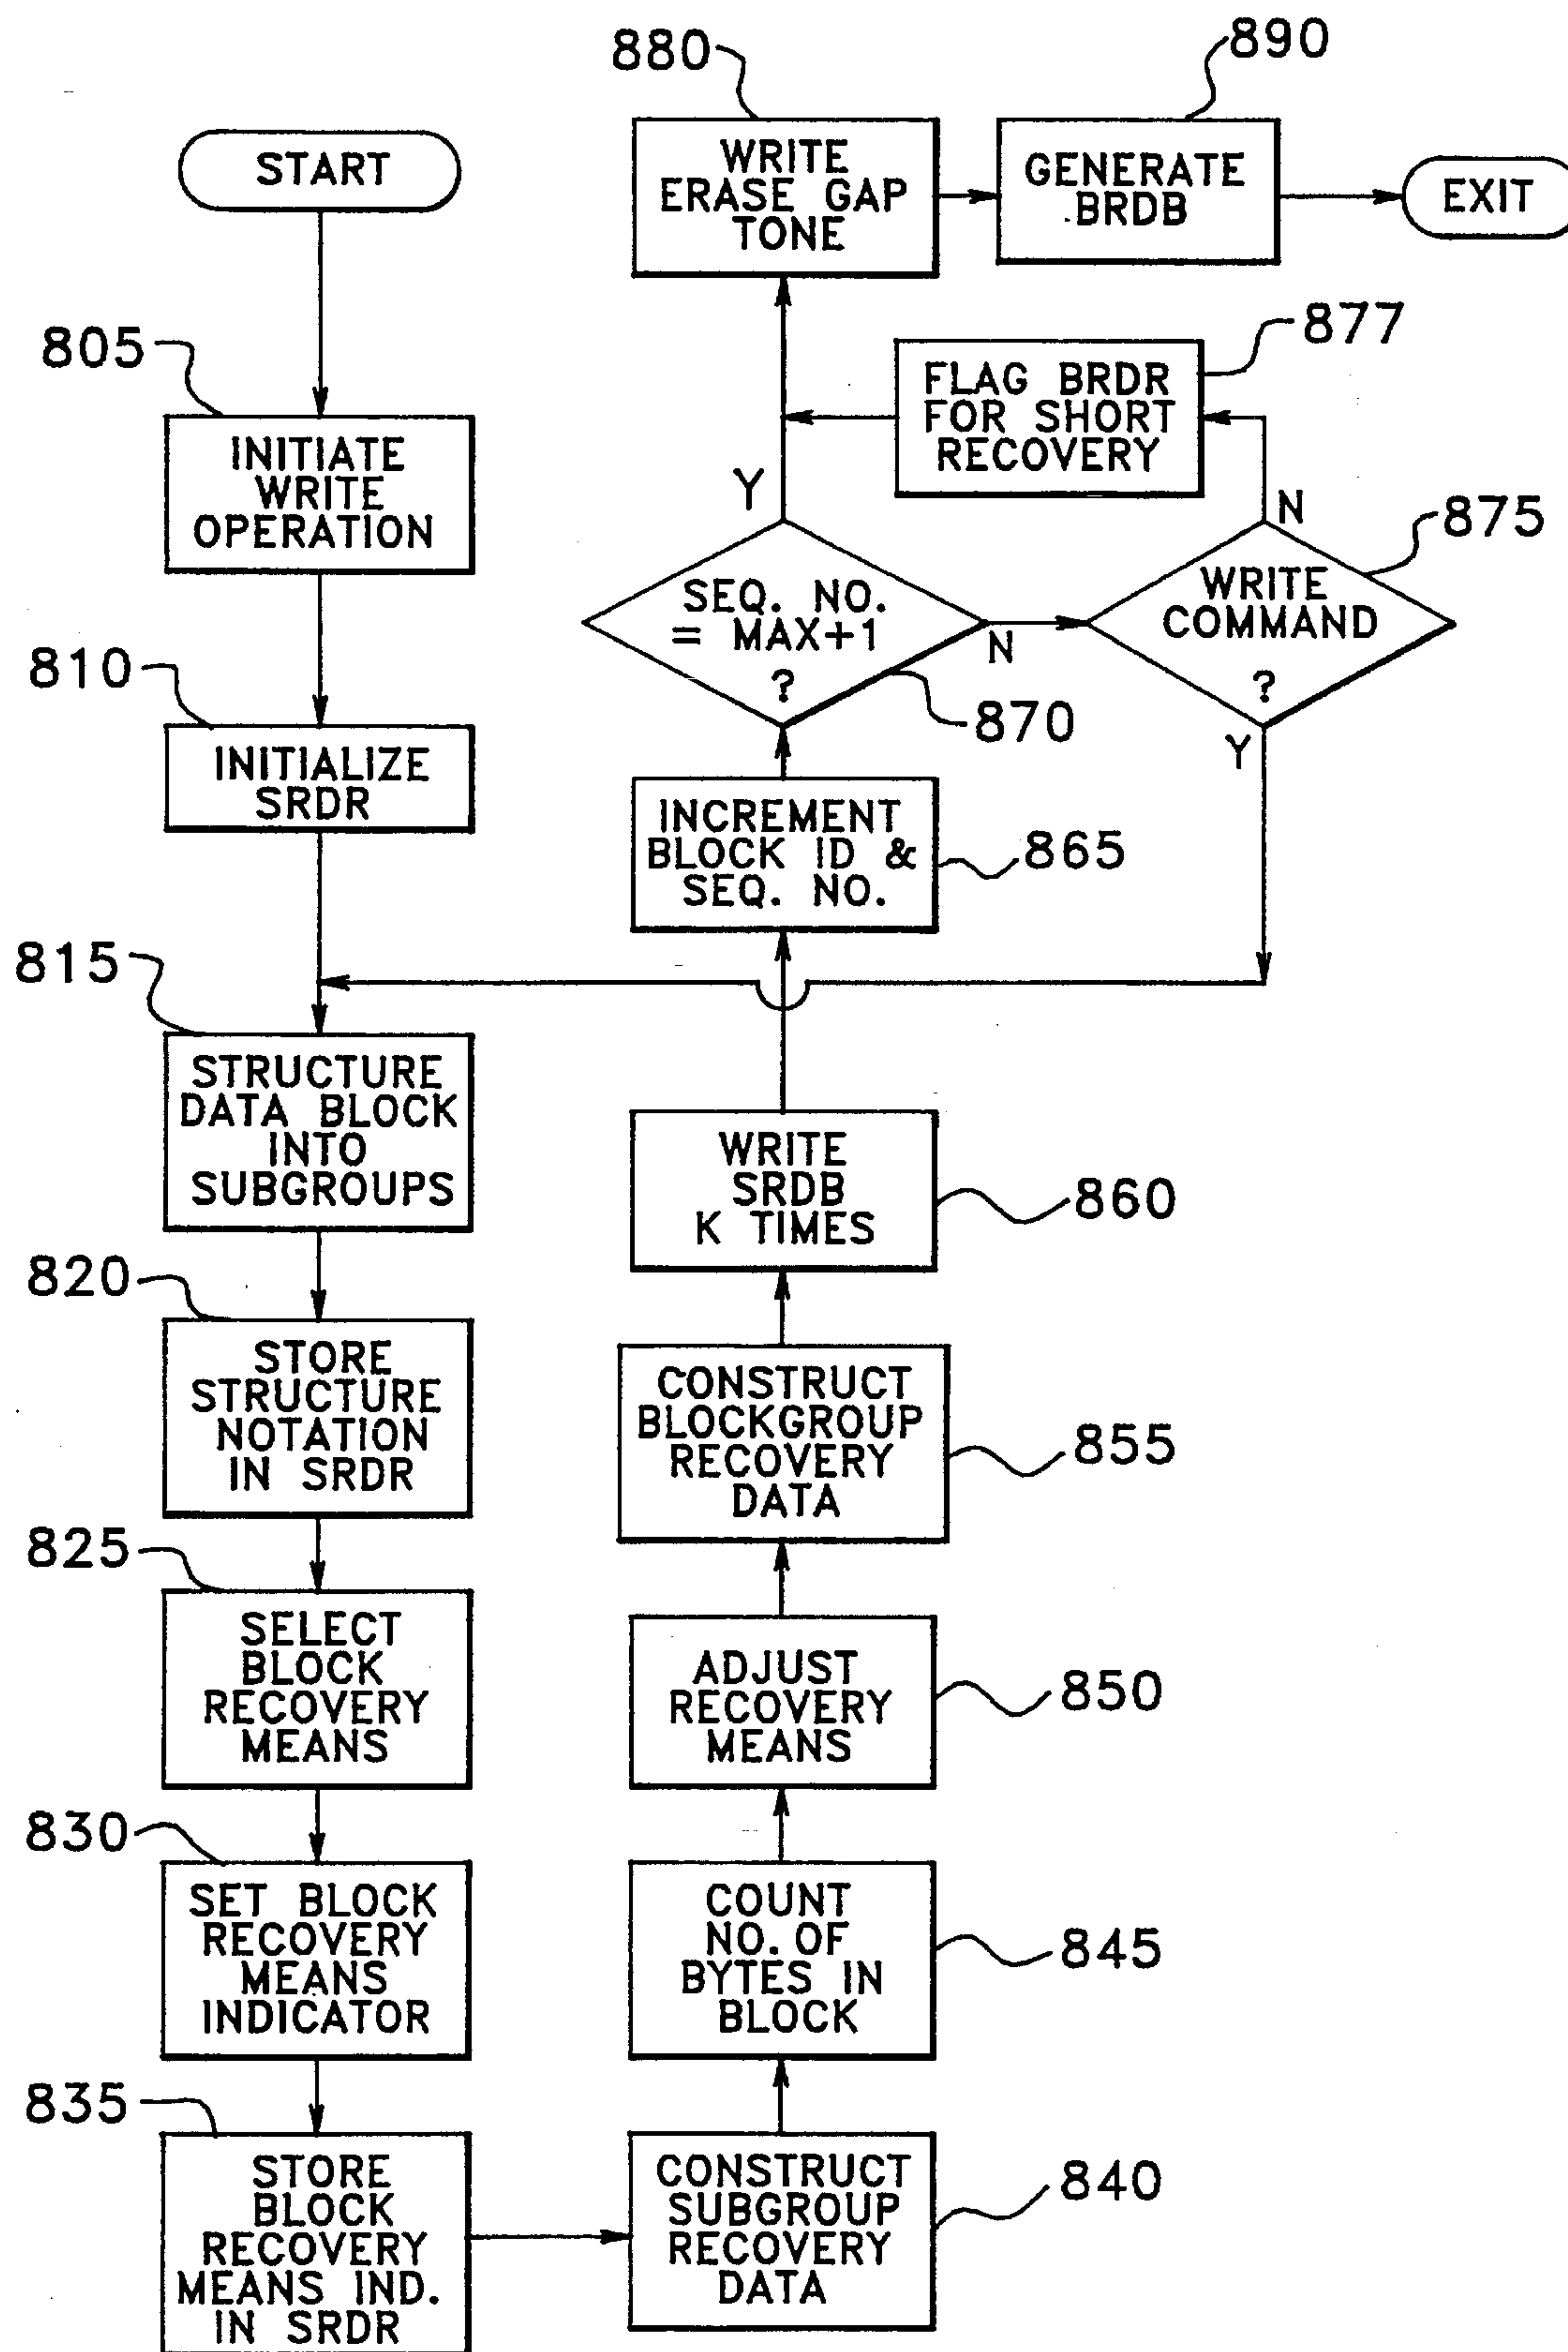 880
890
START
WRITE
ERASE GAP
TONE
GENERATE
BRDB
EXIT
805
877
FLAG BRDR
FOR SHORT
RECOVERY
INITIATE
WRITE
OPERATION
Y
N
875
SEQ. NO.
= MAX+1
?
N
WRITE
COMMAND
?
810
870
Y
INITIALIZE
SRDR
INCREMENT
BLOCK ID &
SEQ. NO.
865
815
STRUCTURE
DATA BLOCK
INTO
SUBGROUPS
WRITE
SRDB
K TIMES
860
820
STORE
STRUCTURE
NOTATION
IN SRDR
CONSTRUCT
BLOCKGROUP
RECOVERY
DATA
855
825
SELECT
BLOCK
RECOVERY
MEANS
ADJUST
RECOVERY
MEANS
850
830
SET BLOCK
RECOVERY
MEANS
INDICATOR
COUNT
NO. OF
BYTES IN
BLOCK
845
835
STORE
BLOCK
RECOVERY
MEANS IND.
IN SRDR
CONSTRUCT
SUBGROUP
RECOVERY
DATA
840